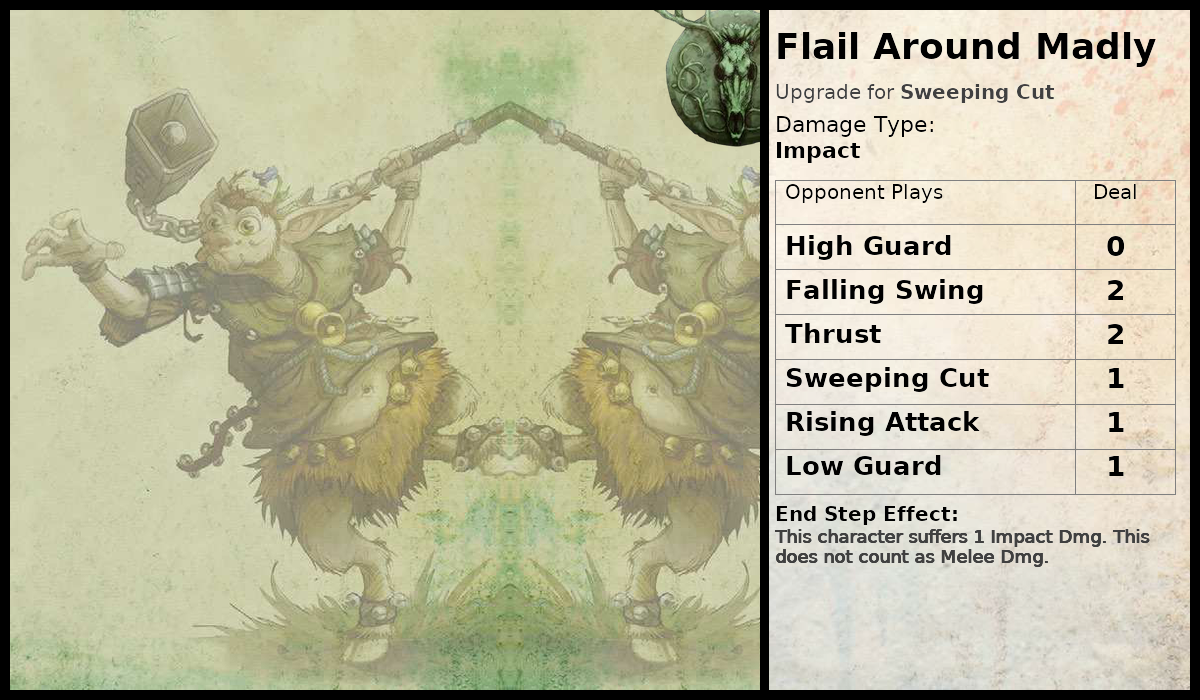 Flail Around Madly
Upgrade for Sweeping Cut
Damage Type:
Impact
Opponent Plays Deal
High Guard 0
Falling Swing 2
Thrust 2
Sweeping Cut 1
Rising Attack 1
Low Guard 1
End Step Effect:
This character suffers 1 Impact Dmg. This
does not count as Melee Dmg.